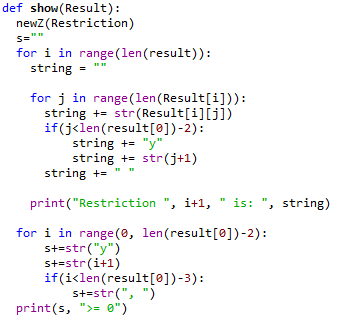 def show(Result):
  newZ(Restriction)
  s=""
  for i in range(len(result)):
    string = ""

    for j in range(len(Result[i])):
      string += str(Result[i][j])
      if(j<len(result[0])-2):
          string += "y"
          string += str(j+1)
      string += " "

    print("Restriction ", i+1, " is: ", string)

  for i in range(0, len(result[0])-2):
      s+=str("y")
      s+=str(i+1)
      if(i<len(result[0])-3):
          s+=str(", ")
  print(s, ">= 0")